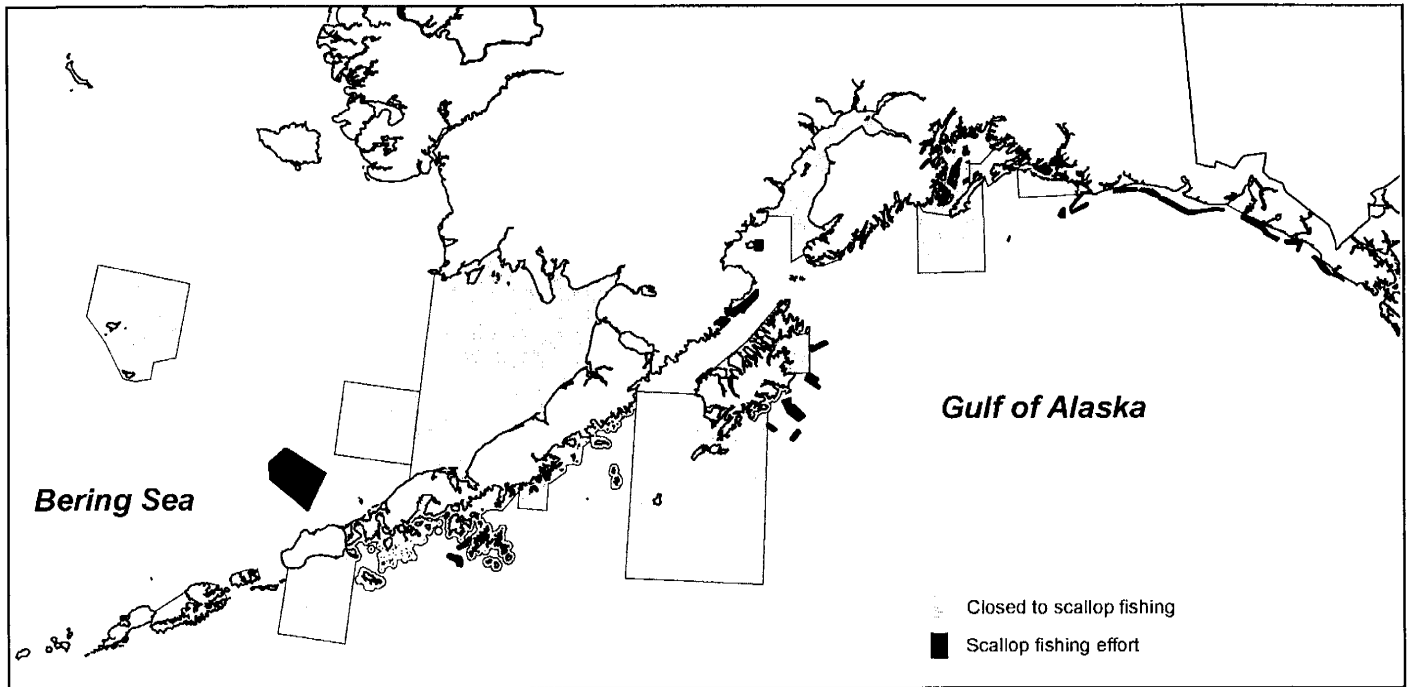 Gulf of Alaska
Bering Sea
Closed to scallop fishing
Scallop fishing effort